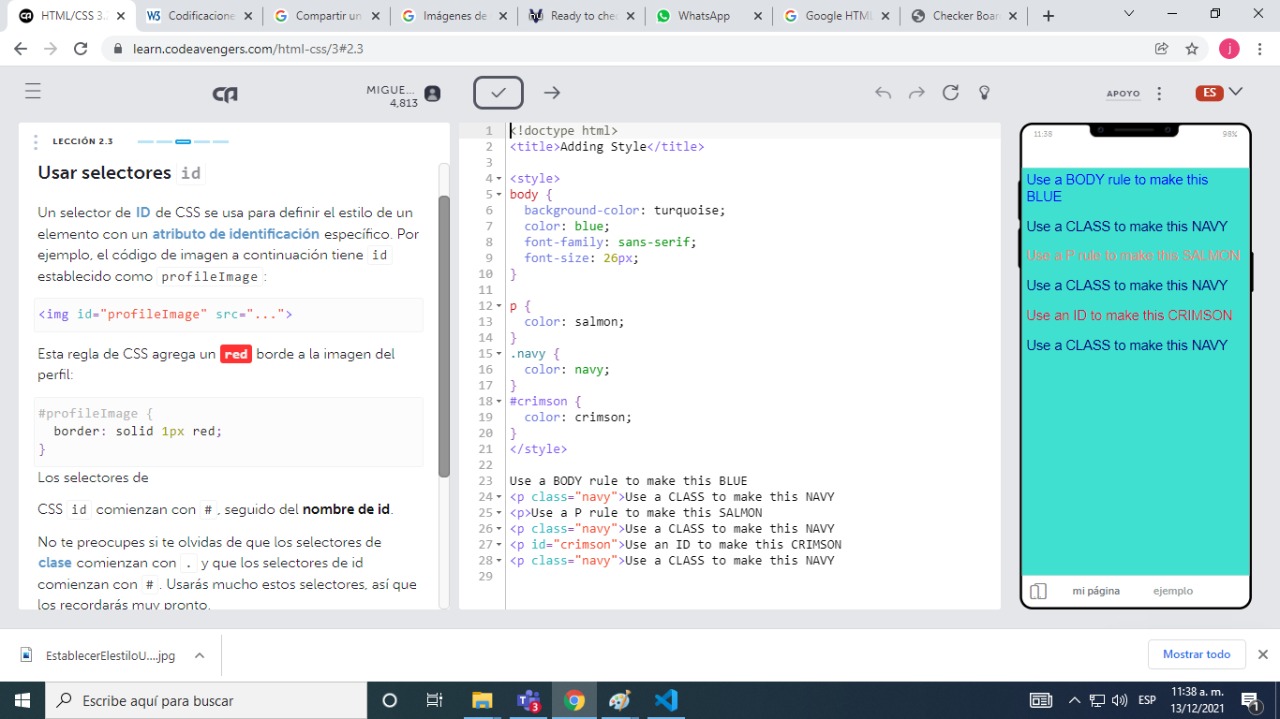 HTML/CSS 3.
Codificacione
Compartir un
Imágenes de
Ready to che
WhatsApp
Google HTML
Checker Boar
learn.codeavengers.com/html-css/3#2.3
j
MIGUE...
4,813
APOYO
ES
LECCIÓN 2.3
Usar selectores id
Un selector de ID de CSS se usa para definir el estilo de un
elemento con un atributo de identificación específico. Por
ejemplo, el código de imagen a continuación tiene id
establecido como profileImage :
<img id="profileImage" src="...">
Esta regla de CSS agrega un red borde a la imagen del
perfil:
#profileImage {
border: solid 1px red;
}
Los selectores de
CSS id comienzan con # , seguido del nombre de id.
No te preocupes si te olvidas de que los selectores de
clase comienzan con . y que los selectores de id
comienzan con # . Usarás mucho estos selectores, así que
los recordarás muy pronto.
1 <!doctype html>
2 <title>Adding Style</title>
3
4 <style>
5 body {
6 background-color: turquoise;
7 color: blue;
8 font-family: sans-serif;
9 font-size: 26px;
10 }
11
12 p {
13 color: salmon;
14 }
15 .navy {
16 color: navy;
17 }
18 #crimson {
19 color: crimson;
20 }
21 </style>
22
23 Use a BODY rule to make this BLUE
24 <p class="navy">Use a CLASS to make this NAVY
25 <p>Use a P rule to make this SALMON
26 <p class="navy">Use a CLASS to make this NAVY
27 <p id="crimson">Use an ID to make this CRIMSON
28 <p class="navy">Use a CLASS to make this NAVY
29
11:38 98%
Use a BODY rule to make this
BLUE
Use a CLASS to make this NAVY
Use a P rule to make this SALMON
Use a CLASS to make this NAVY
Use an ID to make this CRIMSON
Use a CLASS to make this NAVY
mi página ejemplo
EstablecerElestiloU....jpg
Mostrar todo
Escribe aquí para buscar
3
ESP
11:38 a. m.
13/12/2021
1